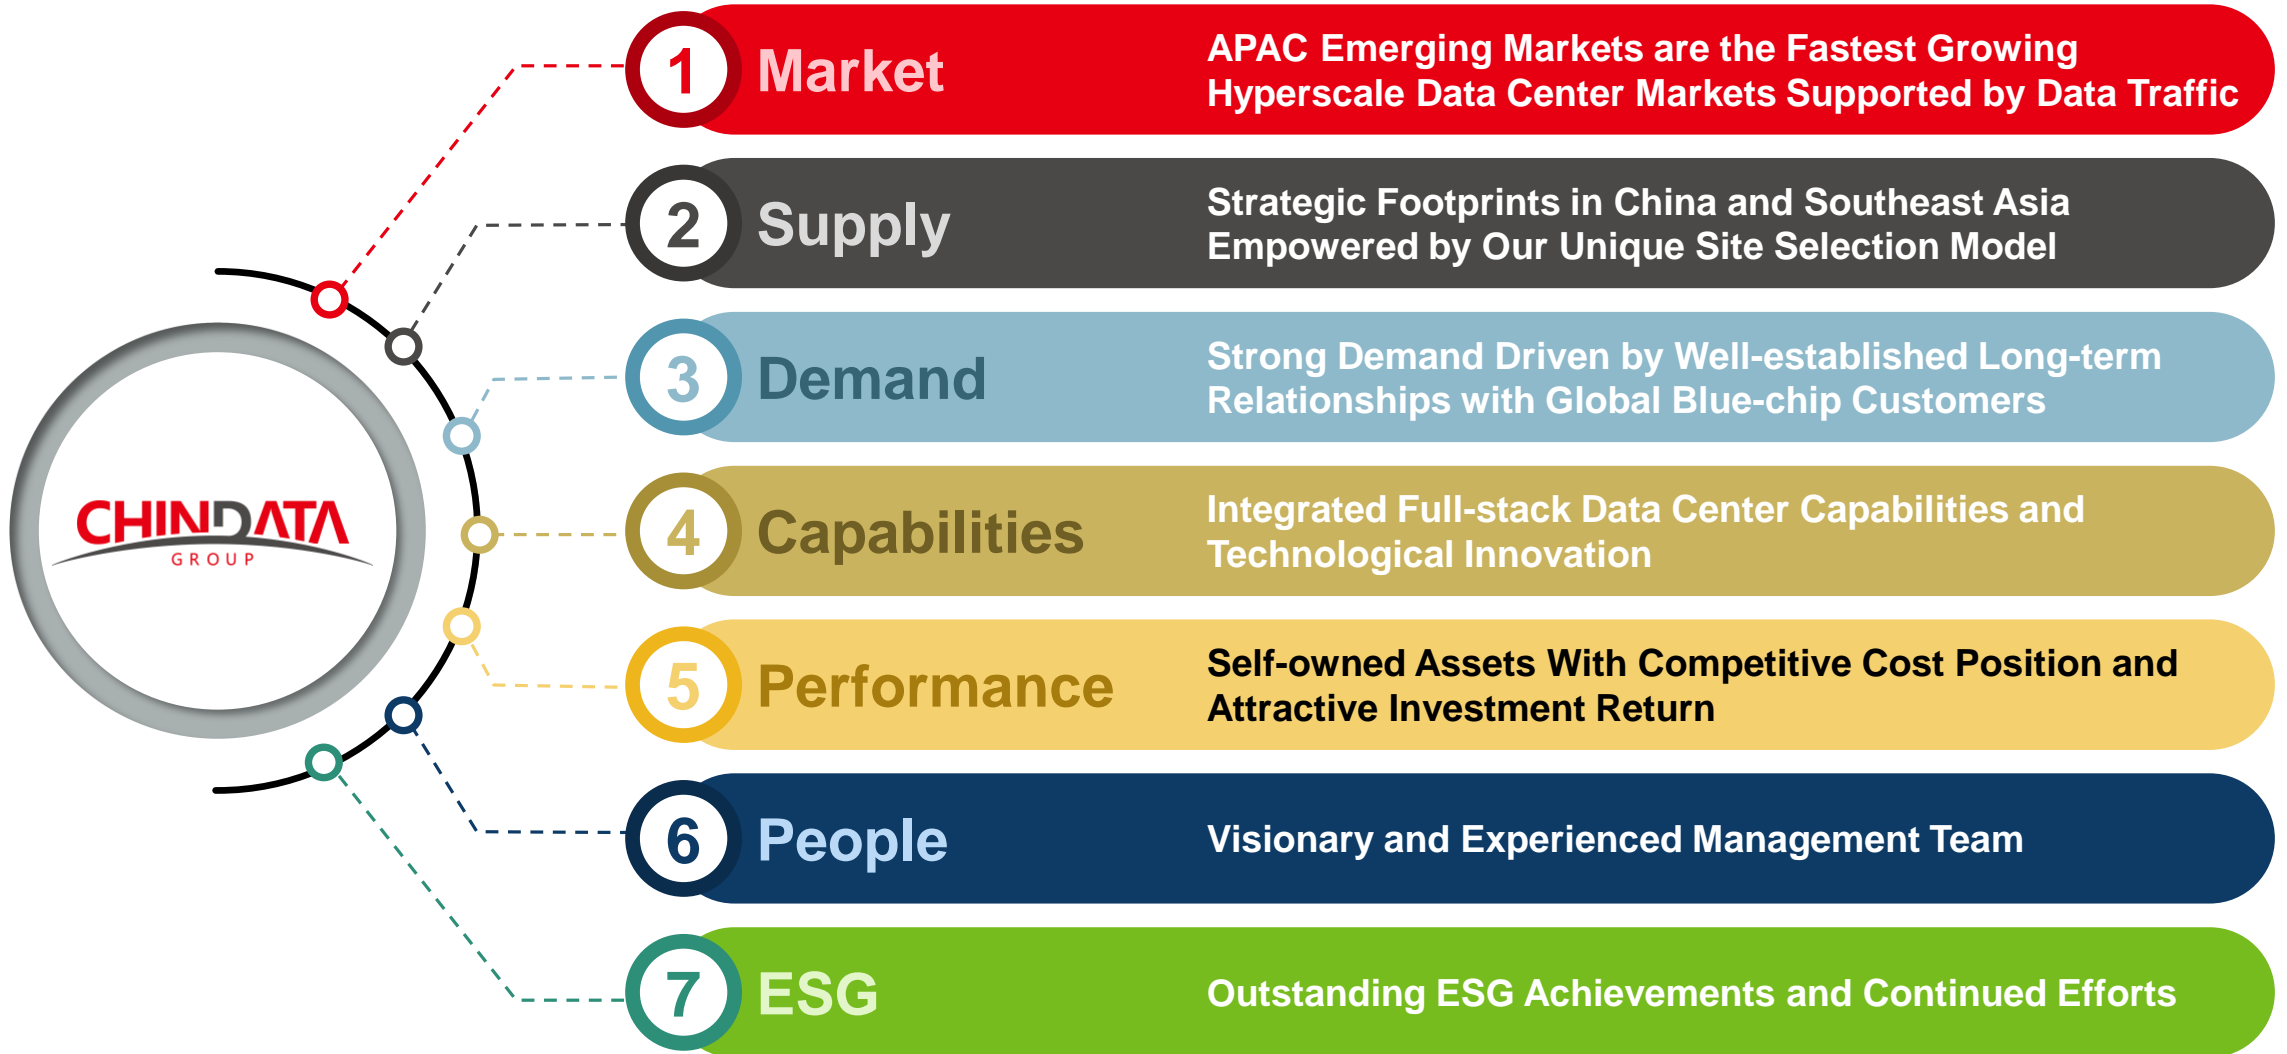 CHINDATA
GROUP
1 Market
APAC Emerging Markets are the Fastest Growing
Hyperscale Data Center Markets Supported by Data Traffic
2 Supply
Strategic Footprints in China and Southeast Asia
Empowered by Our Unique Site Selection Model
3 Demand
Strong Demand Driven by Well-established Long-term
Relationships with Global Blue-chip Customers
4 Capabilities
Integrated Full-stack Data Center Capabilities and
Technological Innovation
5 Performance
Self-owned Assets With Competitive Cost Position and
Attractive Investment Return
6 People
Visionary and Experienced Management Team
7 ESG
Outstanding ESG Achievements and Continued Efforts